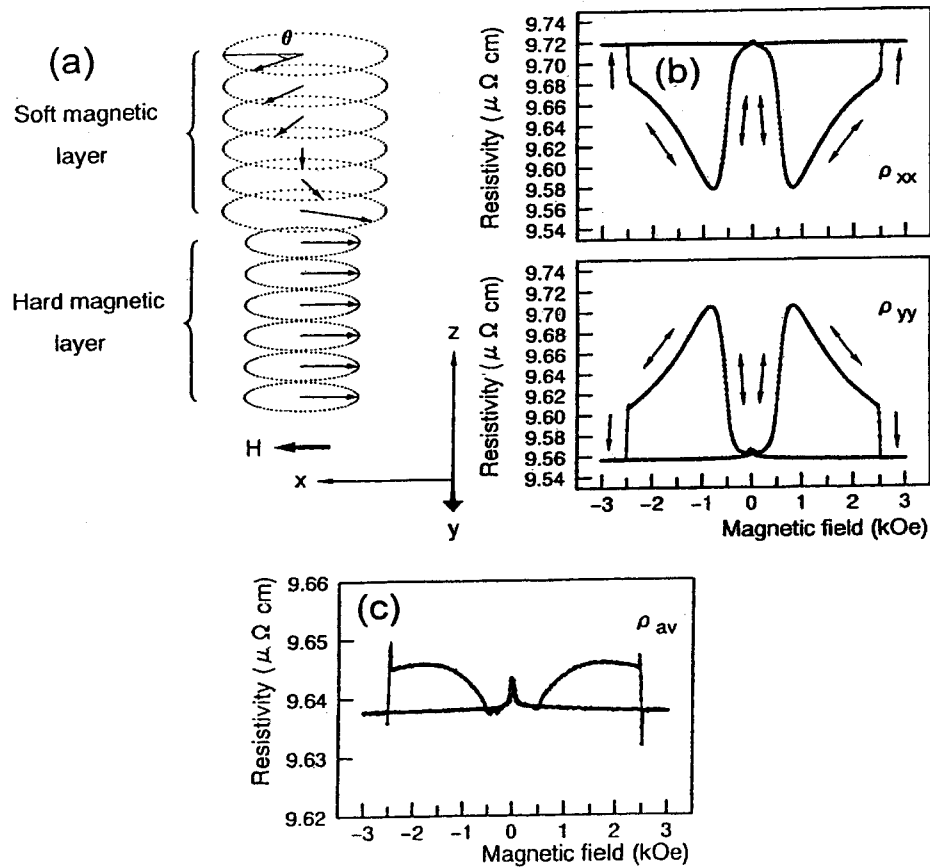 (a)
θ
Soft magnetic
layer
Hard magnetic
layer
H
x
z
y
(b)
Resistivity (μ Ω cm)
9.74
9.72
9.70
9.68
9.66
9.64
9.62
9.60
9.58
9.56
9.54
ρ xx
Resistivity (μ Ω cm)
9.74
9.72
9.70
9.68
9.66
9.64
9.62
9.60
9.58
9.56
9.54
ρ yy
−3 −2 −1 0 1 2 3
Magnetic field (kOe)
(c)
Resistivity (μ Ω cm)
9.66
9.65
9.64
9.63
9.62
ρ av
−3 −2 −1 0 1 2 3
Magnetic field (kOe)